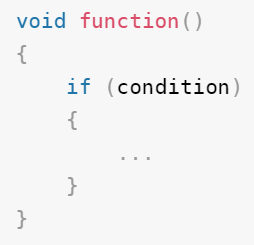 void function()
{
    if (condition)
    {
        ...
    }
}